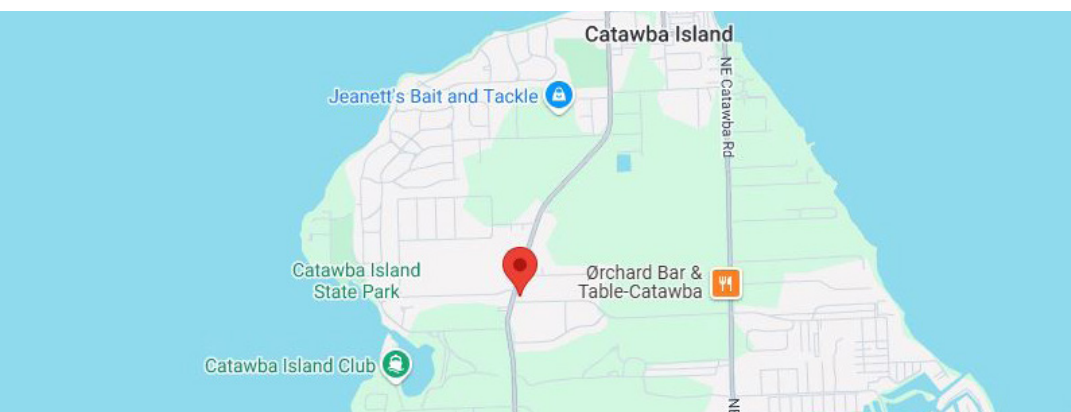 Catawba Island
Jeanett's Bait and Tackle
NE Catawba Rd
Catawba Island
State Park
Ørchard Bar &
Table-Catawba
Catawba Island Club